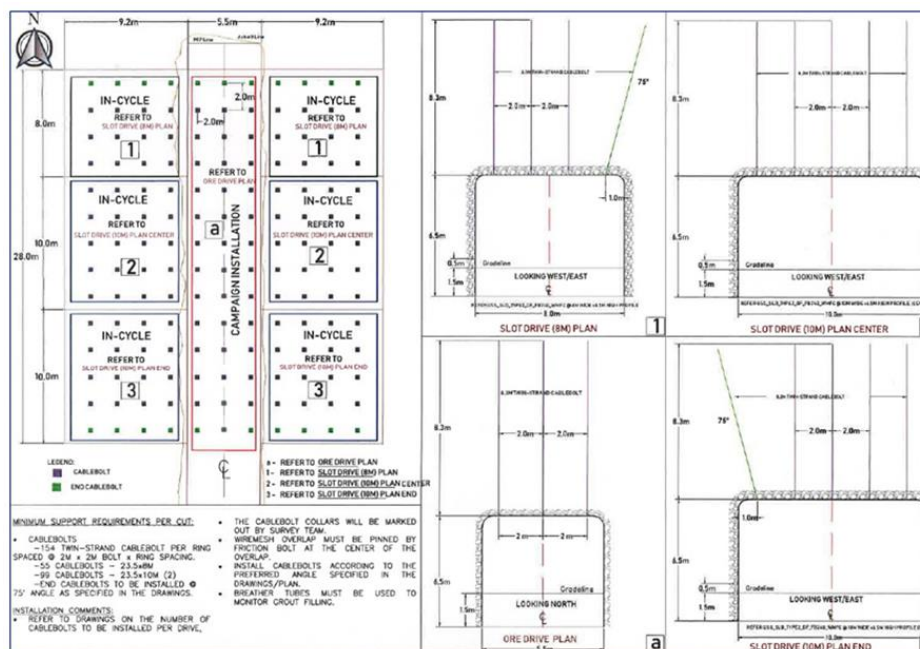 N
9.2m
5.5m
9.2m
8.0m
10.0m
28.0m
10.0m
2.0m
2.0m
IN-CYCLE
REFER TO
SLOT DRIVE (8M) PLAN
1
IN-CYCLE
REFER TO
SLOT DRIVE (8M) PLAN
1
REFER TO
ORE DRIVE PLAN
a
CAMPAIGN INSTALLATION
IN-CYCLE
REFER TO
SLOT DRIVE (10M) PLAN CENTER
2
IN-CYCLE
REFER TO
SLOT DRIVE (10M) PLAN CENTER
2
IN-CYCLE
REFER TO
SLOT DRIVE (10M) PLAN END
3
IN-CYCLE
REFER TO
SLOT DRIVE (10M) PLAN END
3
LEGEND:
CABLEBOLT
END CABLEBOLT
a - REFER TO ORE DRIVE PLAN
1 - REFER TO SLOT DRIVE (8M) PLAN
2 - REFER TO SLOT DRIVE (10M) PLAN CENTER
3 - REFER TO SLOT DRIVE (10M) PLAN END
MINIMUM SUPPORT REQUIREMENTS PER CUT:
• CABLEBOLTS
-154 TWIN-STRAND CABLEBOLT PER RING
SPACED @ 2M x 2M BOLT x RING SPACING.
-55 CABLEBOLTS - 23.5x8M
-99 CABLEBOLTS - 23.5x10M (2)
-END CABLEBOLTS TO BE INSTALLED @
75° ANGLE AS SPECIFIED IN THE DRAWINGS.
INSTALLATION COMMENTS:
• REFER TO DRAWINGS ON THE NUMBER OF
CABLEBOLTS TO BE INSTALLED PER DRIVE,
• THE CABLEBOLT COLLARS WILL BE MARKED
OUT BY SURVEY TEAM.
• WIREMESH OVERLAP MUST BE PINNED BY
FRICTION BOLT AT THE CENTER OF THE
OVERLAP.
• INSTALL CABLEBOLTS ACCORDING TO THE
PREFERRED ANGLE SPECIFIED IN THE
DRAWINGS/PLAN.
• BREATHER TUBES MUST BE USED TO
MONITOR GROUT FILLING.
8.3m
TWIN-STRAND CABLEBOLT
75°
2.0m
2.0m
1.0m
6.5m
0.5m
1.5m
Gradeline
LOOKING WEST/EAST
8.0m
SLOT DRIVE (8M) PLAN
1
8.3m
TWIN-STRAND CABLEBOLT
2.0m
2.0m
6.5m
0.5m
1.5m
Gradeline
LOOKING WEST/EAST
10.0m
SLOT DRIVE (10M) PLAN CENTER
8.3m
TWIN-STRAND CABLEBOLT
2.0m
2.0m
2m
2m
6.5m
1.5m
Gradeline
LOOKING NORTH
ORE DRIVE PLAN
a
8.3m
75°
TWIN-STRAND CABLEBOLT
2.0m
2.0m
1.0m
6.5m
0.5m
1.5m
Gradeline
LOOKING WEST/EAST
10.0m
SLOT DRIVE (10M) PLAN END